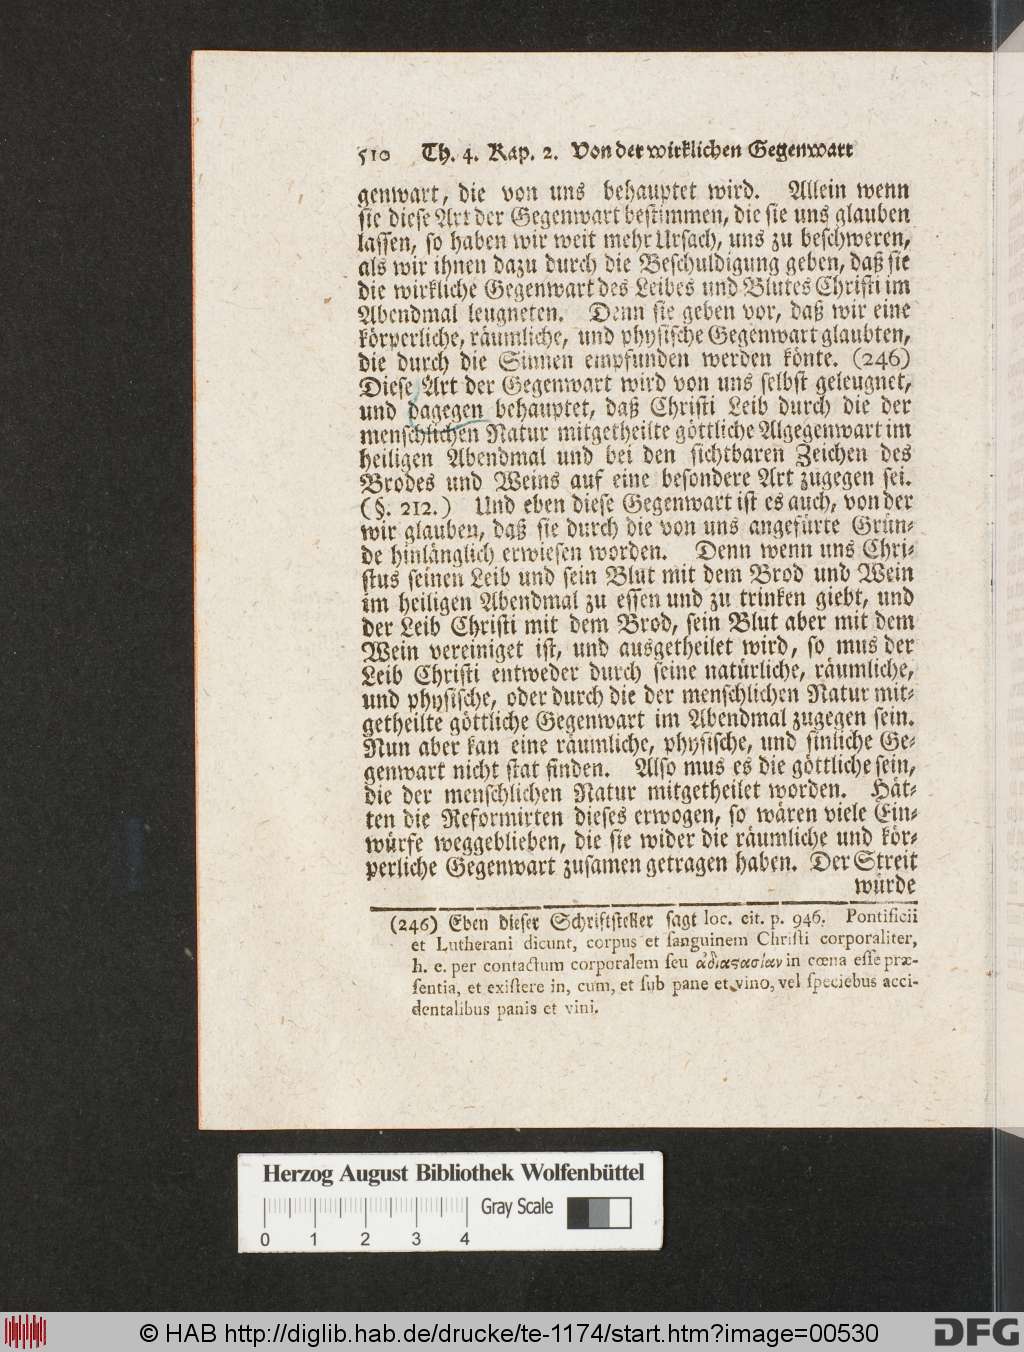 510 Th. 4. Kap. 2. Von der wirklichen Gegenwart
genwart, die von uns behauptet wird. Allein wenn
sie diese Art der Gegenwart bestimmen, die sie uns glauben
lassen, so haben wir weit mehr Ursach, uns zu beschweren,
als wir ihnen dazu durch die Beschuldigung geben, daß sie
die wirkliche Gegenwart des Leibes und Blutes Christi im
Abendmal leugneten. Denn sie geben vor, daß wir eine
körperliche, räumliche, und physische Gegenwart glaubten,
die durch die Sinnen empfunden werden könte. (246)
Diese Art der Gegenwart wird von uns selbst geleugnet,
und dagegen behauptet, daß Christi Leib durch die der
menschlichen Natur mitgetheilte göttliche Algegenwart im
heiligen Abendmal und bei den sichtbaren Zeichen des
Brodes und Weins auf eine besondere Art zugegen sei.
(§. 212.) Und eben diese Gegenwart ist es auch, von der
wir glauben, daß sie durch die von uns angefürte Grün-
de hinlänglich erwiesen worden. Denn wenn uns Chri-
stus seinen Leib und sein Blut mit dem Brod und Wein
im heiligen Abendmal zu essen und zu trinken giebt, und
der Leib Christi mit dem Brod, sein Blut aber mit dem
Wein vereiniget ist, und ausgetheilet wird, so mus der
Leib Christi entweder durch seine natürliche, räumliche,
und physische, oder durch die der menschlichen Natur mit-
getheilte göttliche Gegenwart im Abendmal zugegen sein.
Nun aber kan eine räumliche, physische, und sinliche Ge-
genwart nicht stat finden. Also mus es die göttliche sein,
die der menschlichen Natur mitgetheilet worden. Hät-
ten die Reformirten dieses erwogen, so wären viele Ein-
würfe weggeblieben, die sie wider die räumliche und kör-
perliche Gegenwart zusamen getragen haben. Der Streit
würde
(246) Eben dieser Schriftsteller sagt loc. cit. p. 946. Pontificii
et Lutherani dicunt, corpus et sanguinem Christi corporaliter,
h. e. per contactum corporalem seu ἀδιαϛασίαν in cœna esse præ-
sentia, et existere in, cum, et sub pane et vino, vel speciebus acci-
dentalibus panis et vini.
Herzog August Bibliothek Wolfenbüttel
Gray Scale
0 1 2 3 4
© HAB http://diglib.hab.de/drucke/te-1174/start.htm?image=00530
DFG